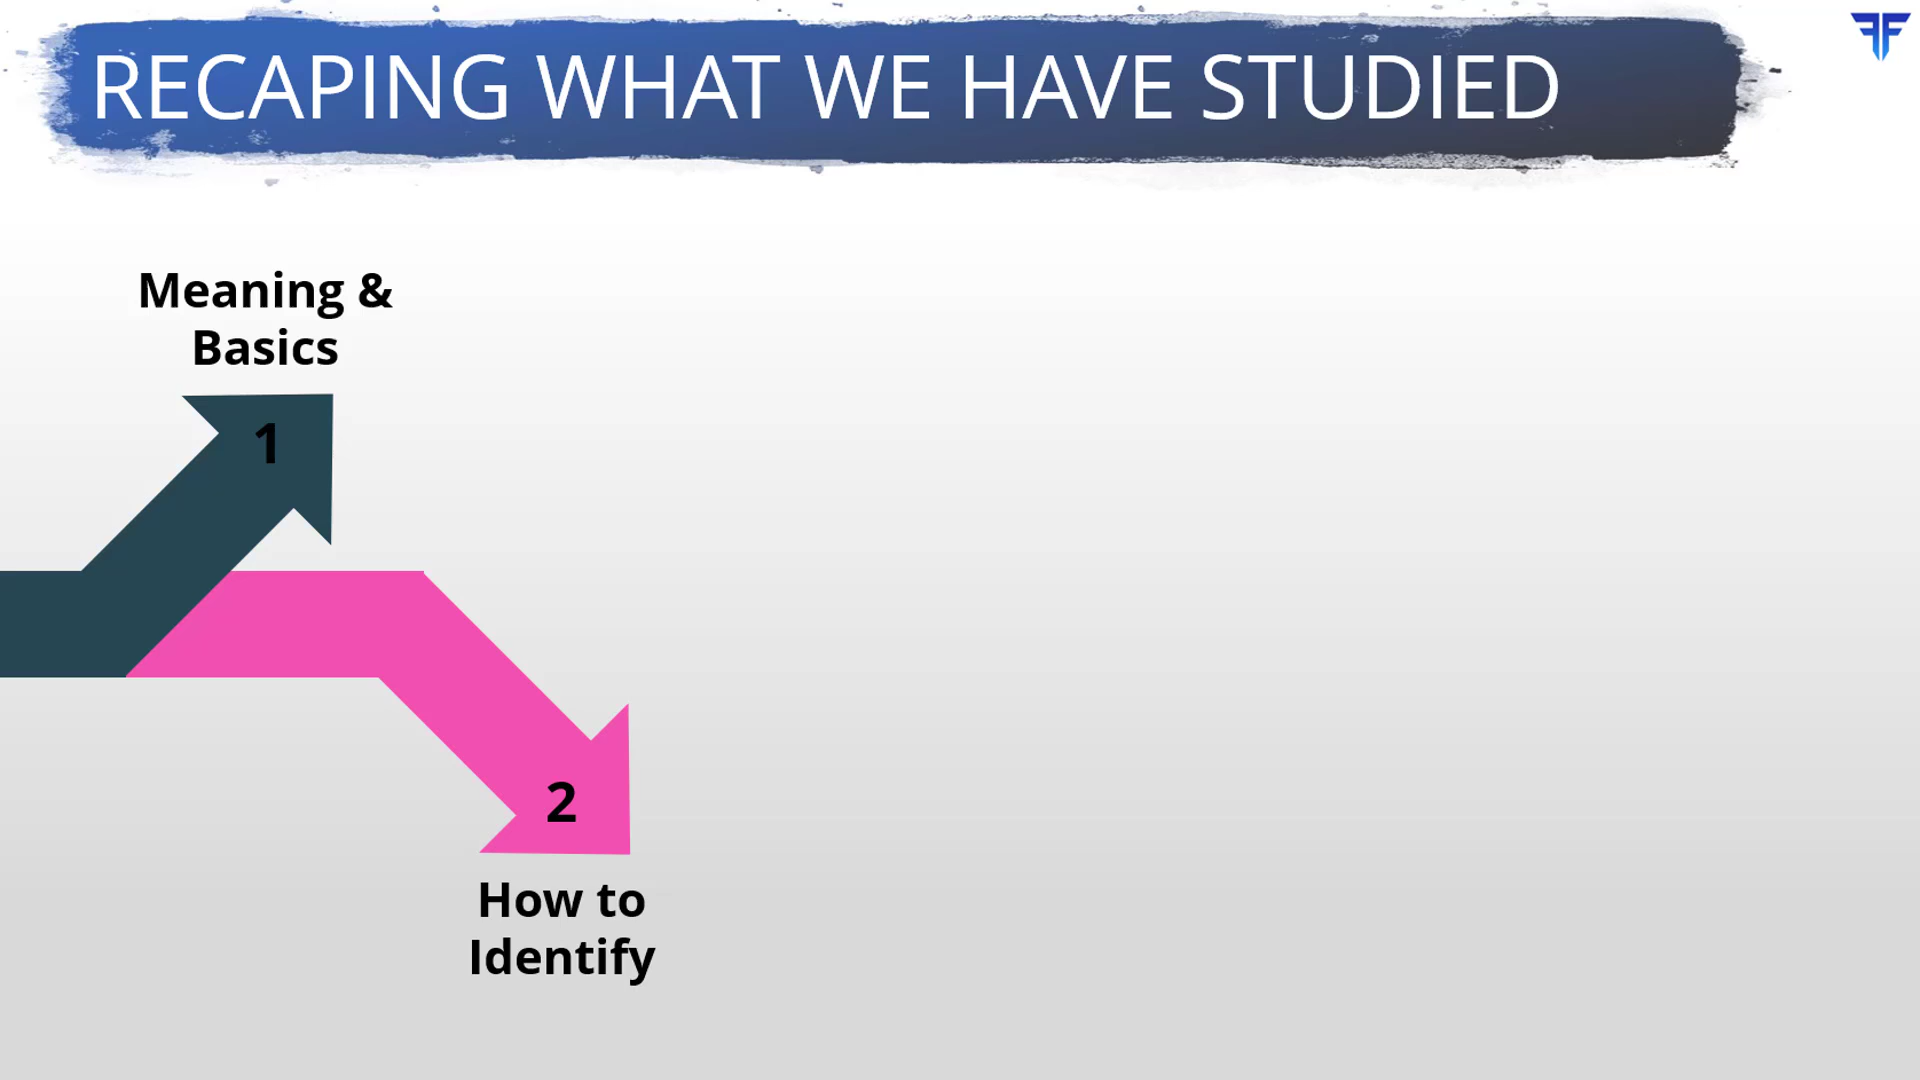 RECAPING WHAT WE HAVE STUDIED
Meaning &
Basics
1
2
How to
Identify